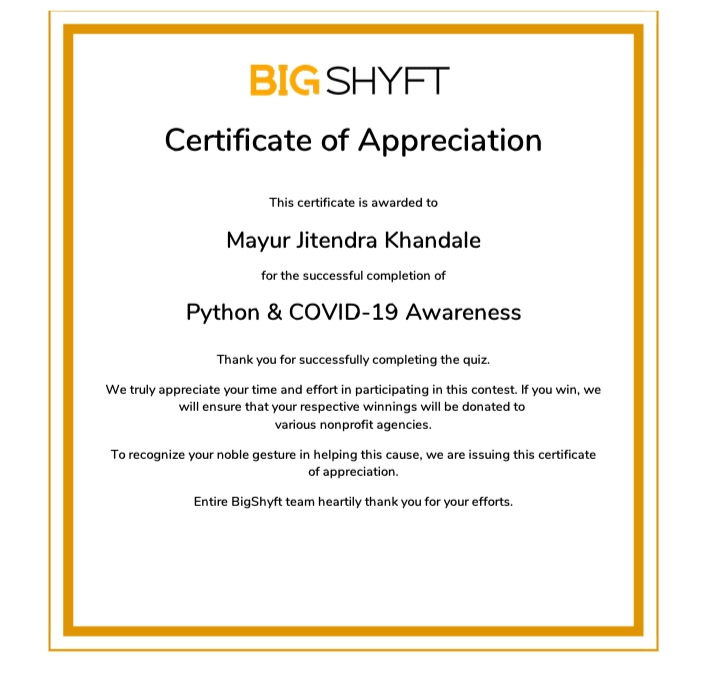 BIGSHYFT
Certificate of Appreciation
This certificate is awarded to
Mayur Jitendra Khandale
for the successful completion of
Python & COVID-19 Awareness
Thank you for successfully completing the quiz.
We truly appreciate your time and effort in participating in this contest. If you win, we
will ensure that your respective winnings will be donated to
various nonprofit agencies.
To recognize your noble gesture in helping this cause, we are issuing this certificate
of appreciation.
Entire BigShyft team heartily thank you for your efforts.